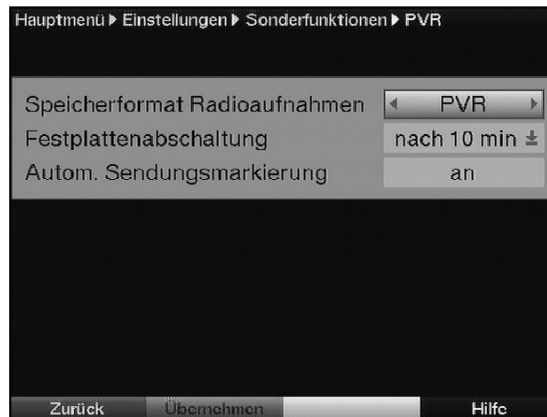 Hauptmenü ▶ Einstellungen ▶ Sonderfunktionen ▶ PVR
Speicherformat Radioaufnahmen PVR
Festplattenabschaltung nach 10 min
Autom. Sendungsmarkierung an
Zurück Übernehmen Hilfe